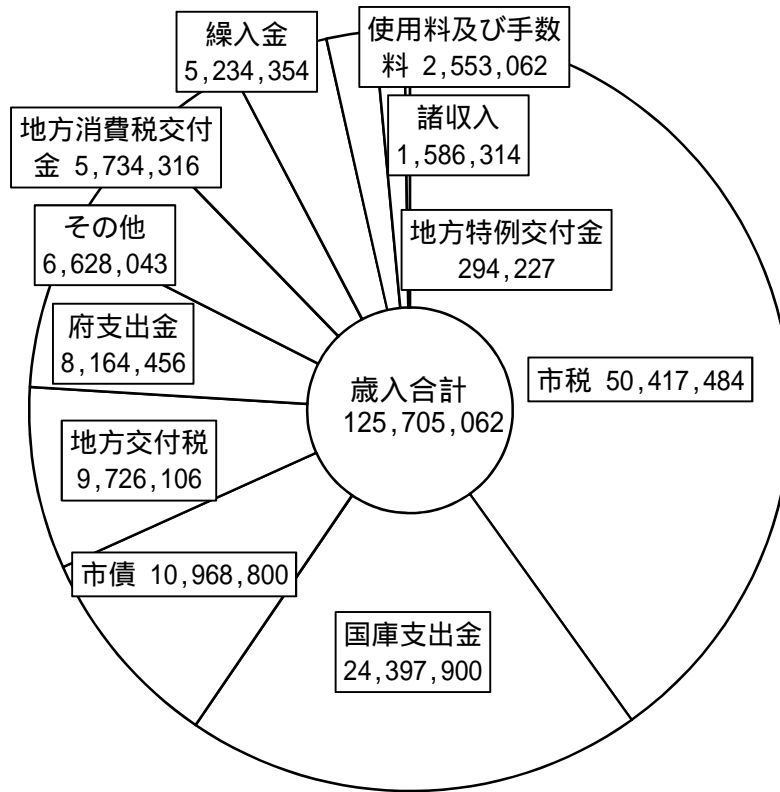 繰入金
5,234,354
使用料及び手数
料 2,553,062
地方消費税交付
金 5,734,316
諸収入
1,586,314
その他
6,628,043
地方特例交付金
294,227
府支出金
8,164,456
歳入合計
125,705,062
市税 50,417,484
地方交付税
9,726,106
市債 10,968,800
国庫支出金
24,397,900